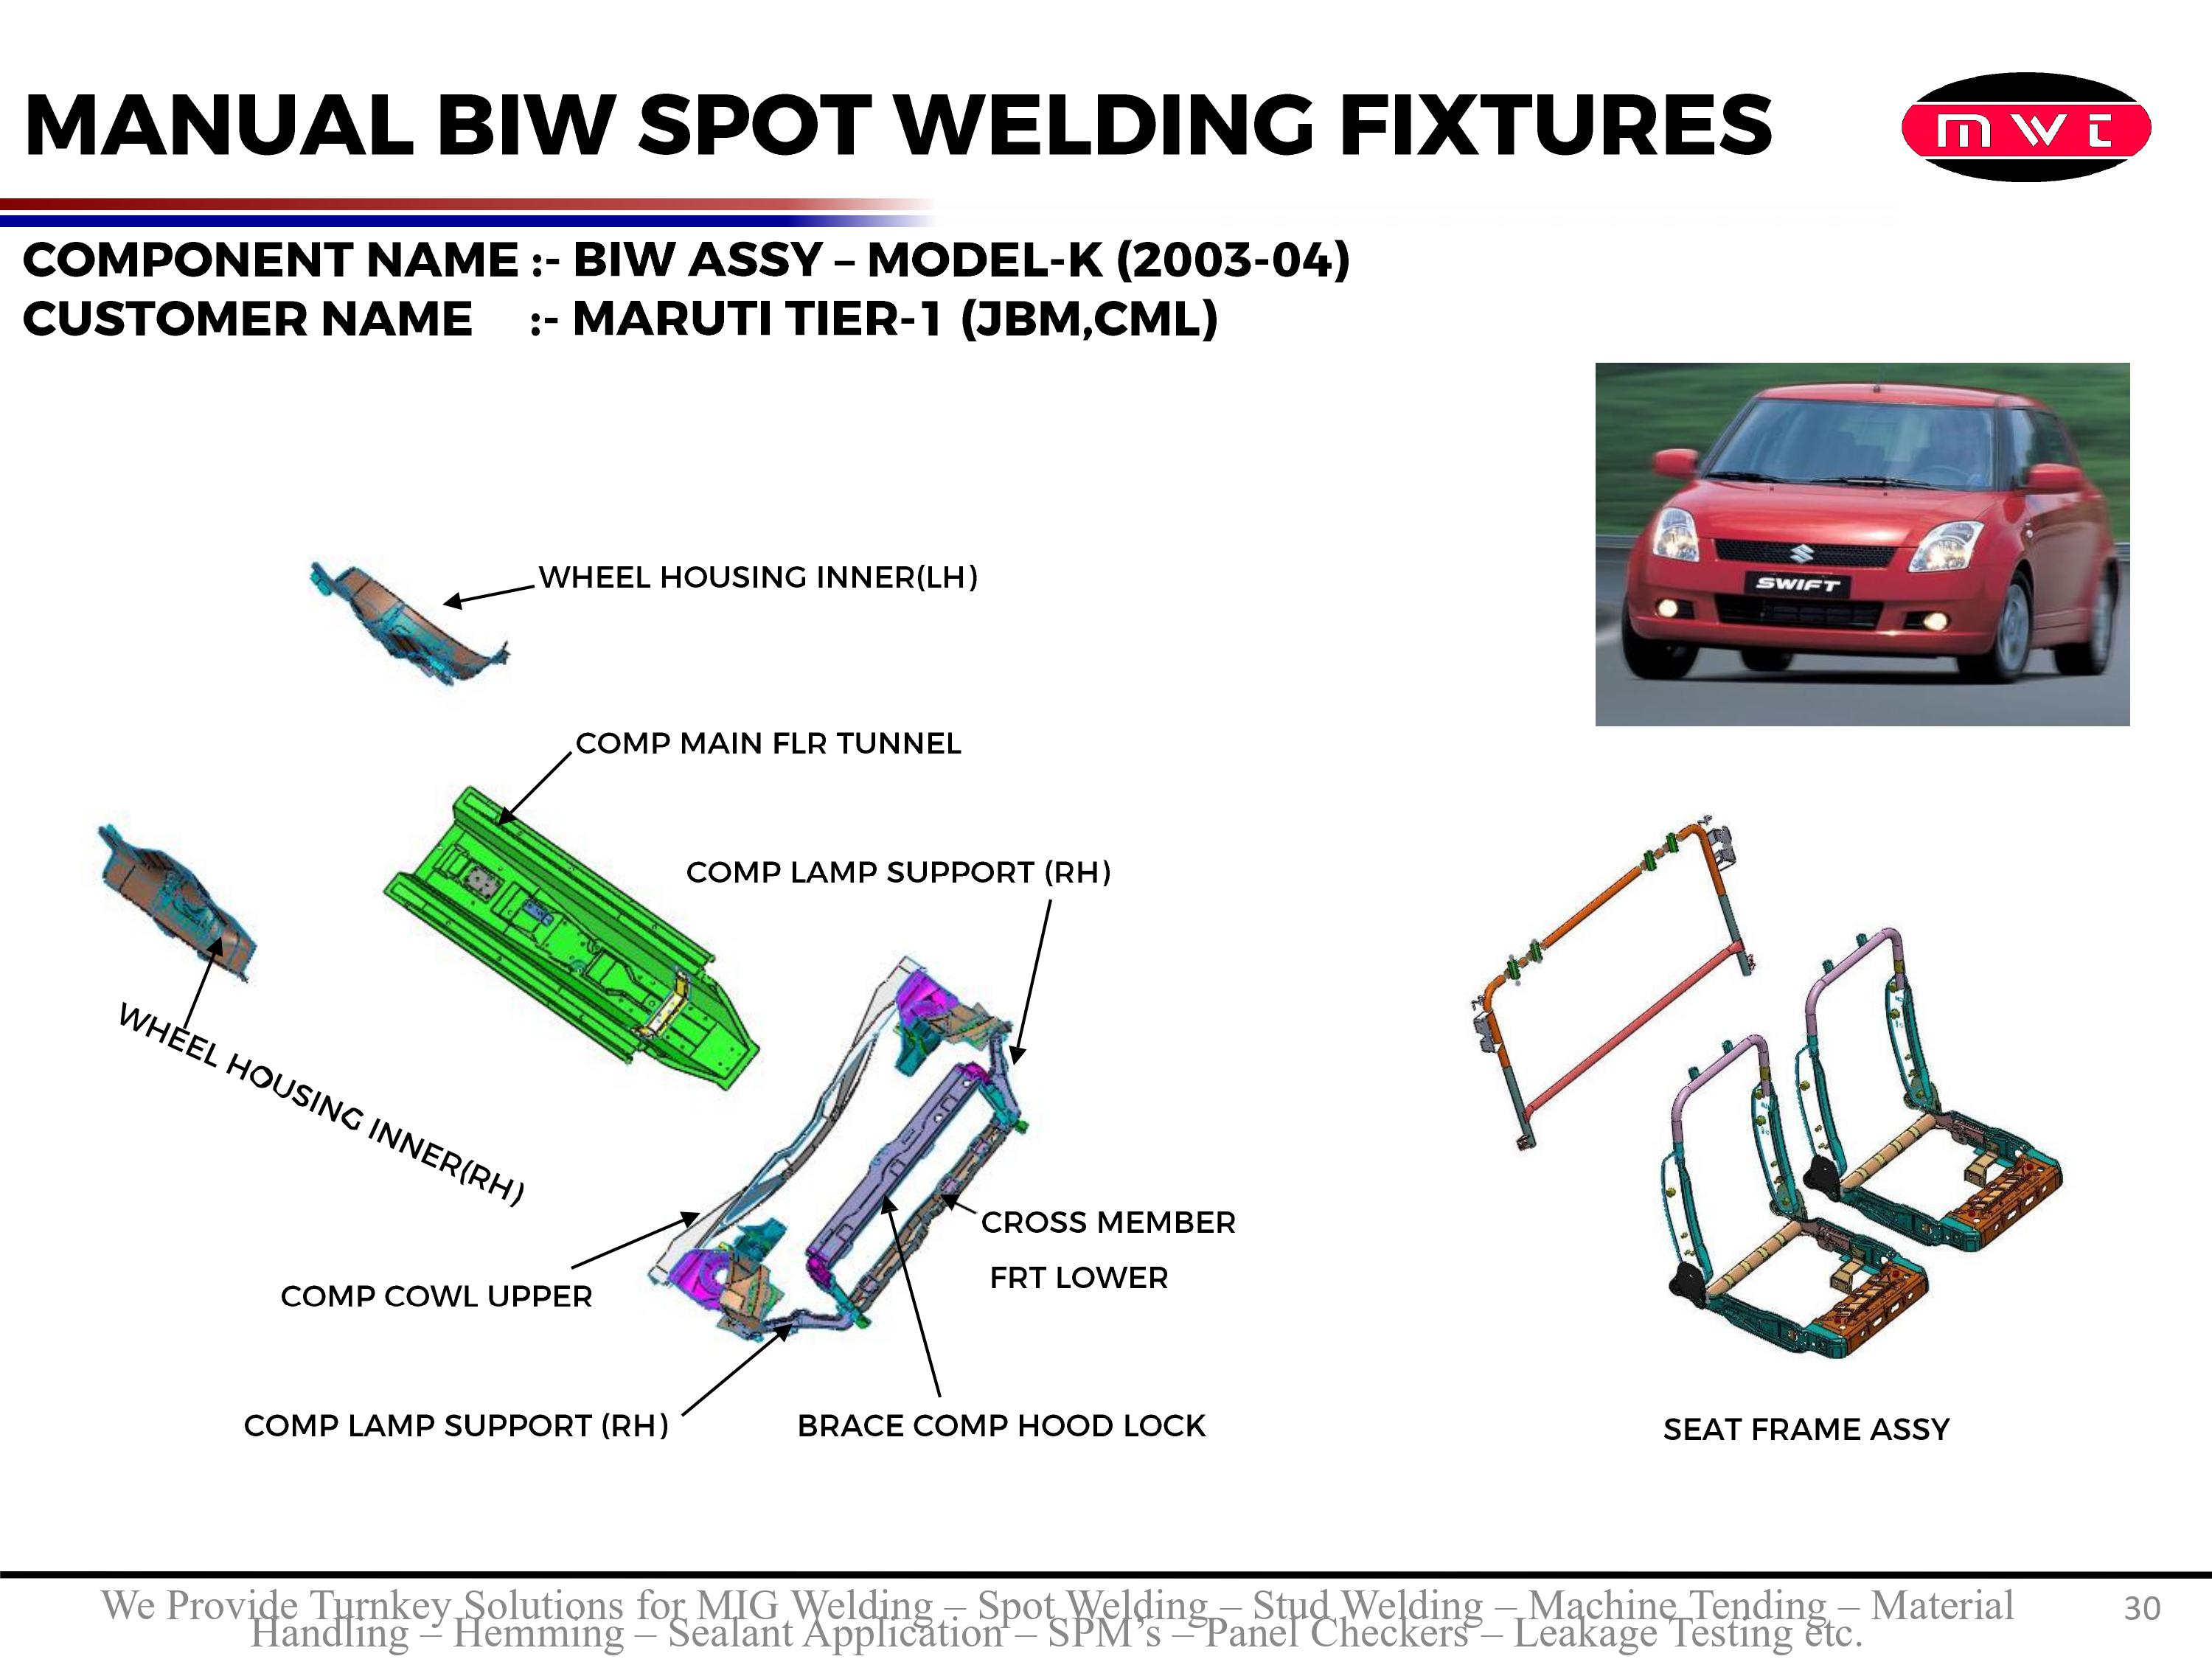 MANUAL BIW SPOT WELDING FIXTURES
mwt
COMPONENT NAME :- BIW ASSY – MODEL-K (2003-04)
CUSTOMER NAME :- MARUTI TIER-1 (JBM,CML)
SWIFT
WHEEL HOUSING INNER(LH)
COMP MAIN FLR TUNNEL
COMP LAMP SUPPORT (RH)
WHEEL HOUSING INNER(RH)
CROSS MEMBER
FRT LOWER
COMP COWL UPPER
COMP LAMP SUPPORT (RH)
BRACE COMP HOOD LOCK
SEAT FRAME ASSY
We Provide Turnkey Solutions for MIG Welding – Spot Welding – Stud Welding – Machine Tending – Material
Handling – Hemming – Sealant Application – SPM’s – Panel Checkers – Leakage Testing etc.
30